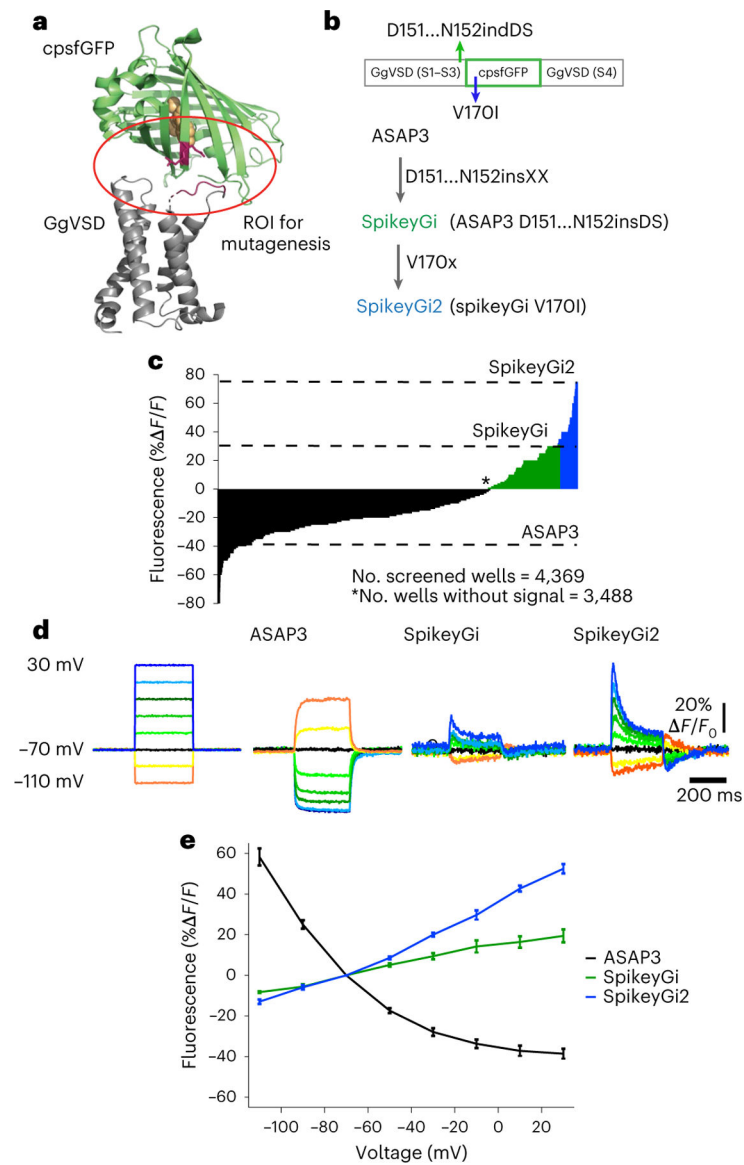 a
cpsfGFP
GgVSD
ROI for
mutagenesis
b
D151...N152indDS
GgVSD (S1–S3)
cpsfGFP
GgVSD (S4)
V170I
ASAP3
D151...N152insXX
SpikeyGi (ASAP3 D151...N152insDS)
V170x
SpikeyGi2 (spikeyGi V170I)
c
Fluorescence (%ΔF/F)
80
60
40
20
0
−20
−40
−60
−80
SpikeyGi2
SpikeyGi
*
ASAP3
No. screened wells = 4,369
*No. wells without signal = 3,488
d
ASAP3
SpikeyGi
SpikeyGi2
30 mV
−70 mV
−110 mV
20%
ΔF/F0
200 ms
e
Fluorescence (%ΔF/F)
60
40
20
0
−20
−40
−60
ASAP3
SpikeyGi
SpikeyGi2
−100 −80 −60 −40 −20 0 20
Voltage (mV)